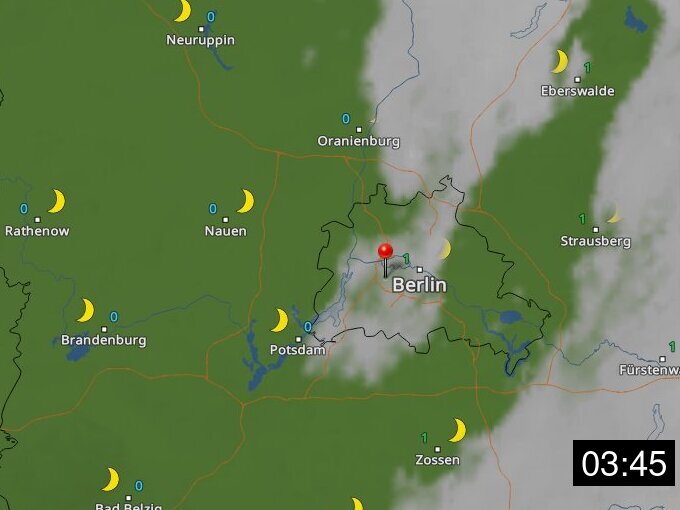 0
Neuruppin
1
Eberswalde
0
Oranienburg
0
Rathenow
0
Nauen
1
Strausberg
1
Berlin
0
Brandenburg
0
Potsdam
1
Fürstenwa
1
Zossen
03:45
0
Bad Belzig